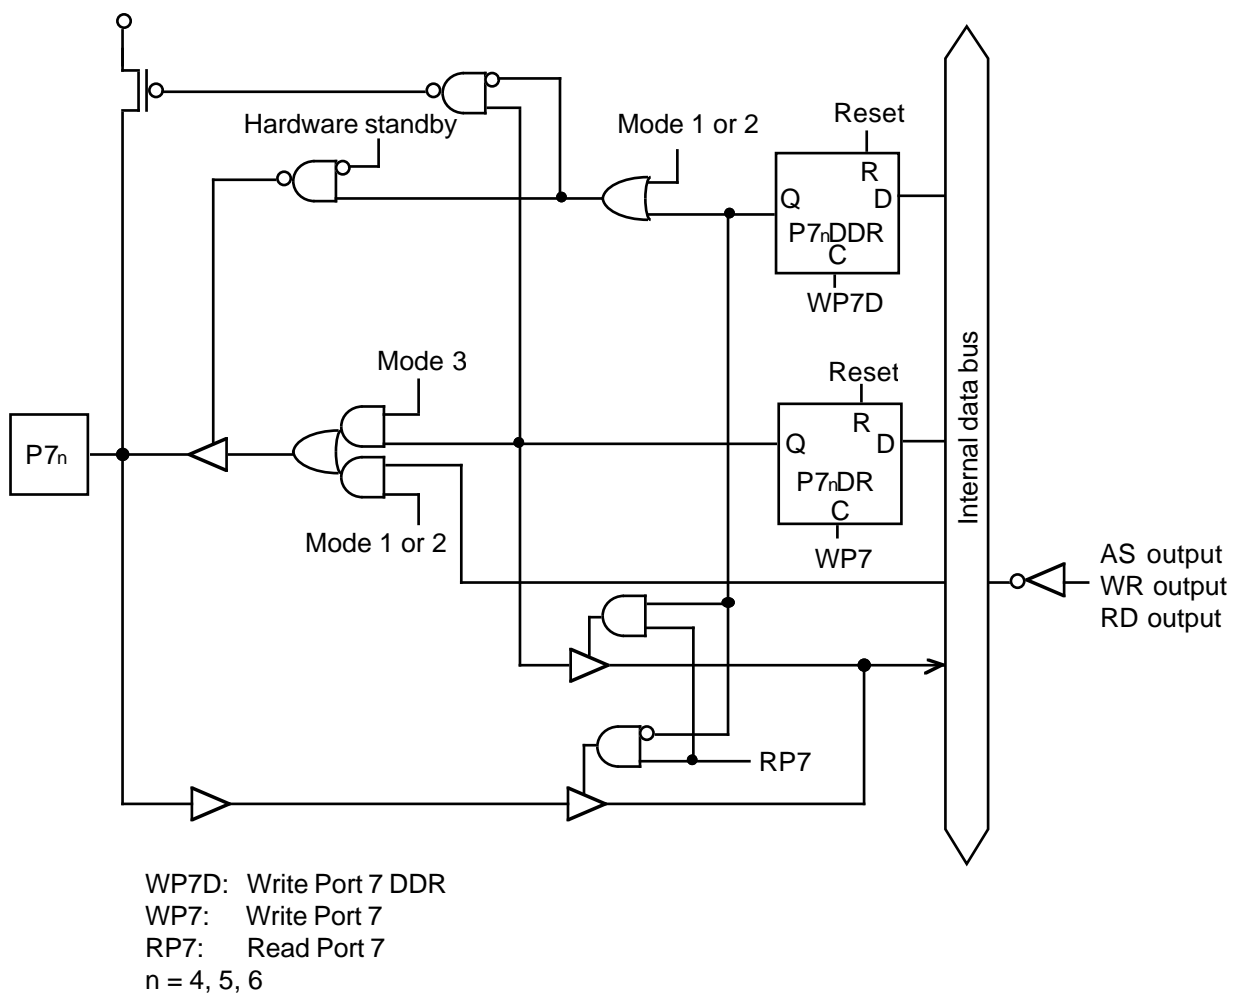 Hardware standby
Mode 1 or 2
Reset
R
Q
D
P7nDDR
C
WP7D
Mode 3
Reset
R
Q
D
P7nDR
C
WP7
P7n
Mode 1 or 2
Internal data bus
AS output
WR output
RD output
RP7
WP7D: Write Port 7 DDR
WP7: Write Port 7
RP7: Read Port 7
n = 4, 5, 6